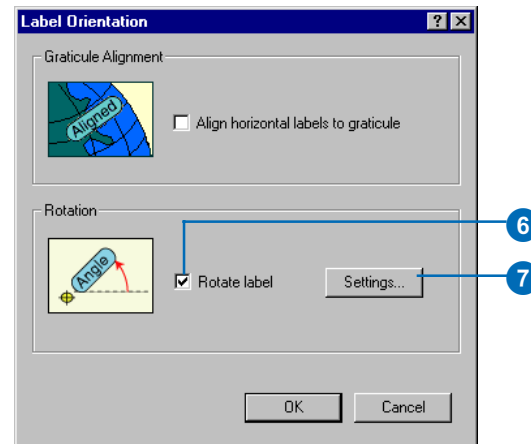 Label Orientation
Graticule Alignment
Aligned
Align horizontal labels to graticule
Rotation
6
Angle
Rotate label
Settings...
7
OK
Cancel